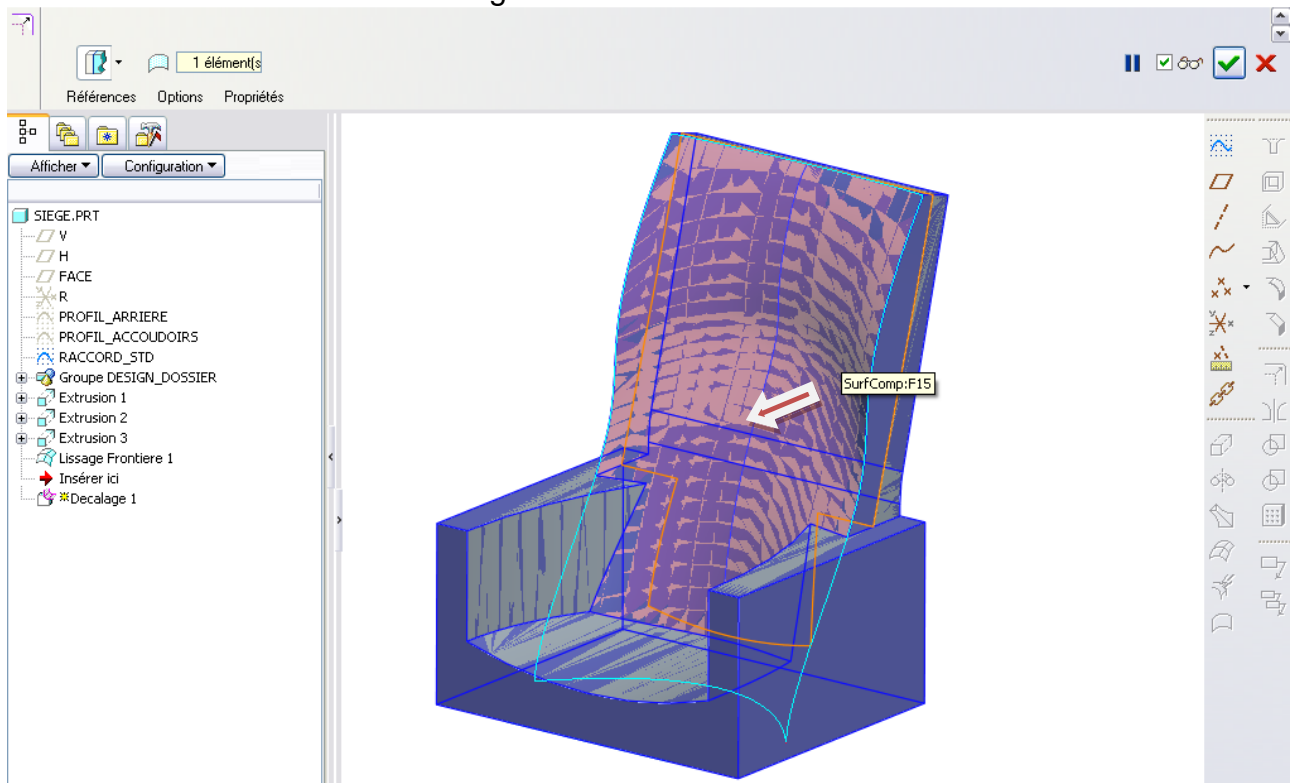 1 élément(s
Références Options Propriétés
Afficher Configuration
SIEGE.PRT
V
H
FACE
R
PROFIL_ARRIERE
PROFIL_ACCOUDOIRS
RACCORD_STD
Groupe DESIGN_DOSSIER
Extrusion 1
Extrusion 2
Extrusion 3
Lissage Frontiere 1
Insérer ici
Decalage 1
SurfComp:F15